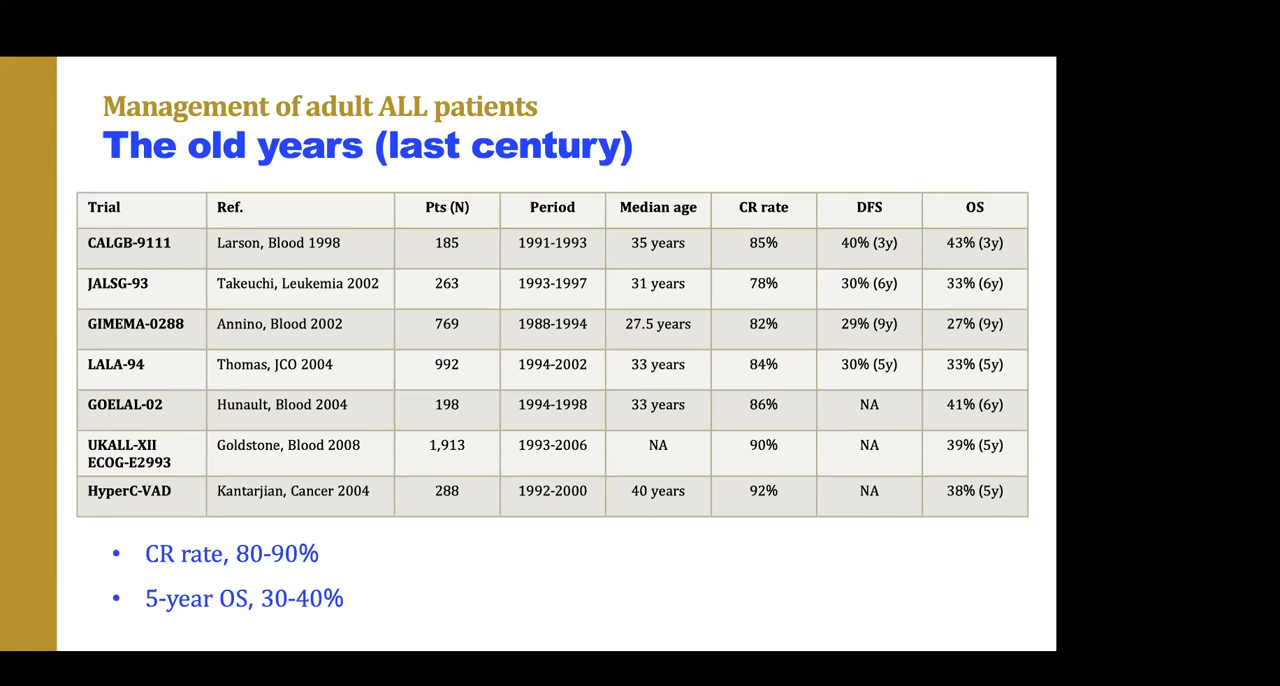 Management of adult ALL patients
The old years (last century)
Trial Ref. Pts (N) Period Median age CR rate DFS OS
CALGB-9111 Larson, Blood 1998 185 1991-1993 35 years 85% 40% (3y) 43% (3y)
JALSG-93 Takeuchi, Leukemia 2002 263 1993-1997 31 years 78% 30% (6y) 33% (6y)
GIMEMA-0288 Annino, Blood 2002 769 1988-1994 27.5 years 82% 29% (9y) 27% (9y)
LALA-94 Thomas, JCO 2004 992 1994-2002 33 years 84% 30% (5y) 33% (5y)
GOELAL-02 Hunault, Blood 2004 198 1994-1998 33 years 86% NA 41% (6y)
UKALL-XII Goldstone, Blood 2008 1,913 1993-2006 NA 90% NA 39% (5y)
ECOG-E2993
HyperC-VAD Kantarjian, Cancer 2004 288 1992-2000 40 years 92% NA 38% (5y)
• CR rate, 80-90%
• 5-year OS, 30-40%